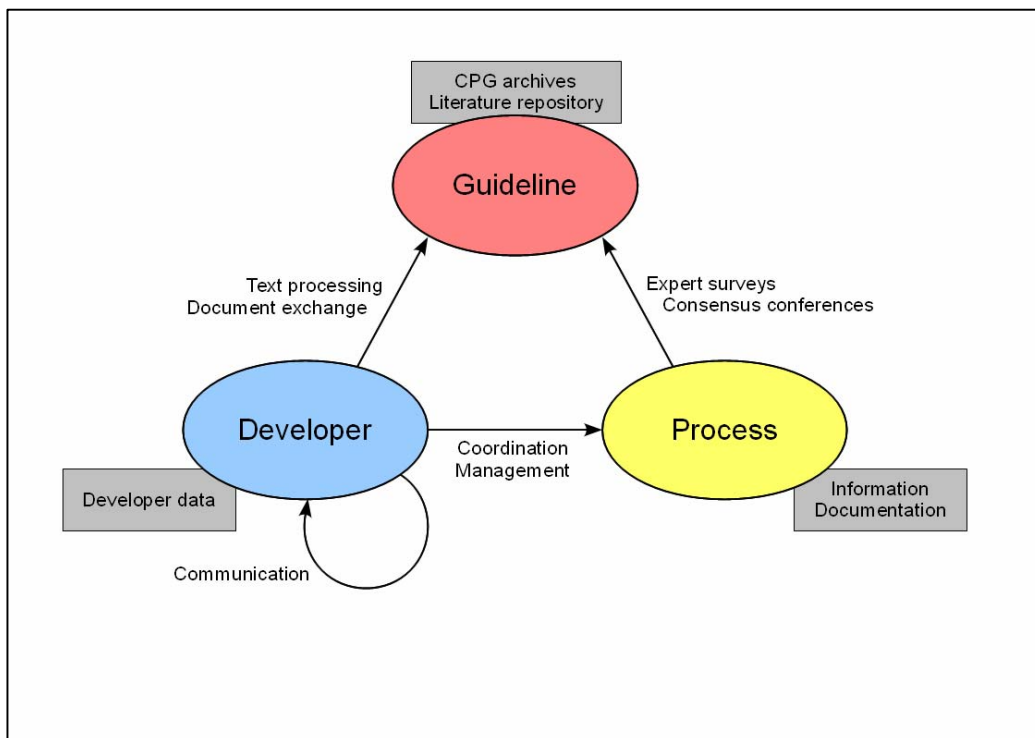 CPG archives
Literature repository
Guideline
Text processing
Document exchange
Expert surveys
Consensus conferences
Developer
Process
Coordination
Management
Developer data
Information
Documentation
Communication